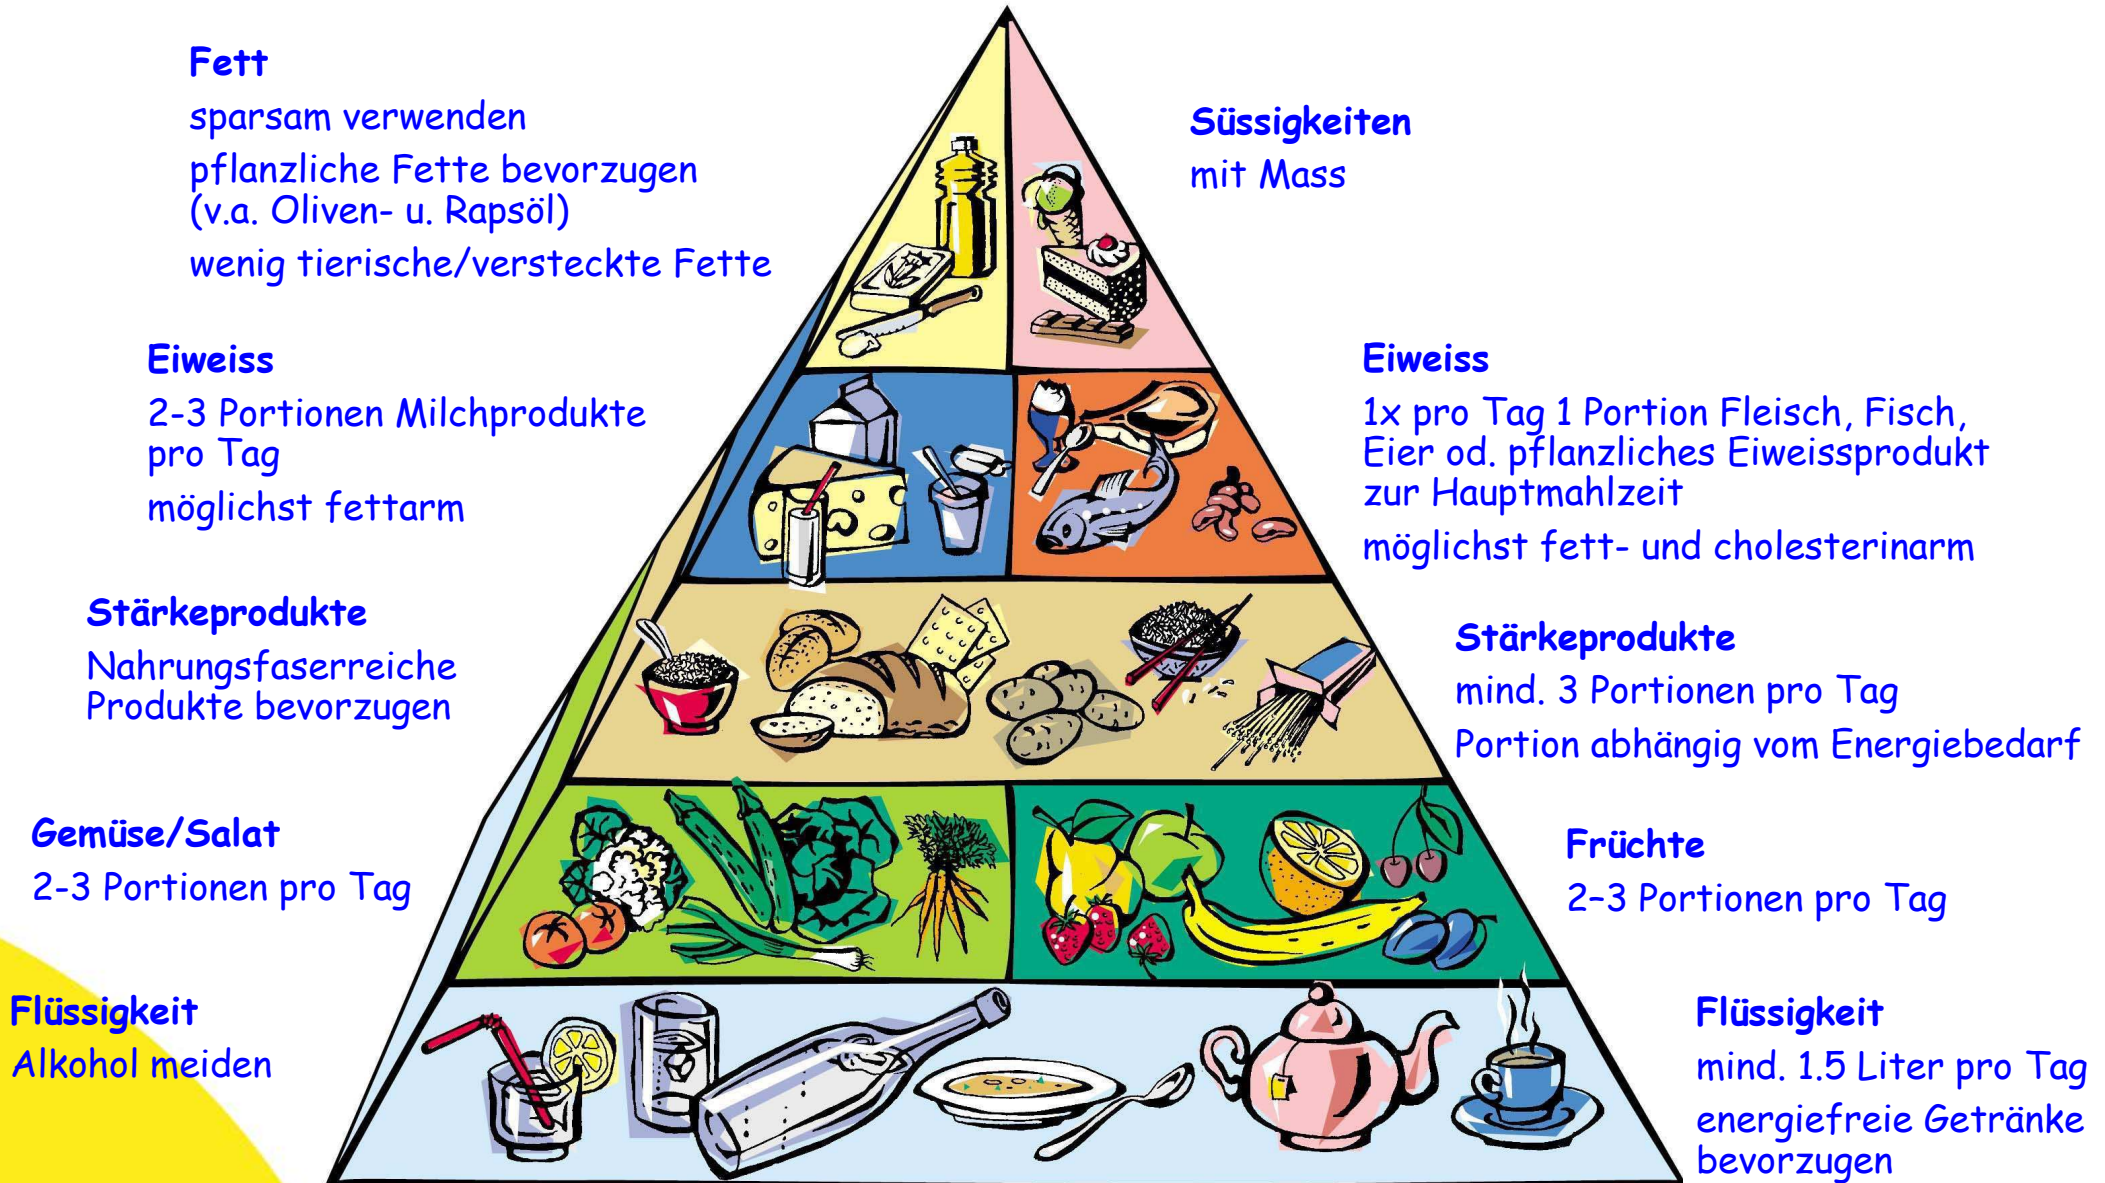 Fett
sparsam verwenden
pflanzliche Fette bevorzugen
(v.a. Oliven- u. Rapsöl)
wenig tierische/versteckte Fette
Süssigkeiten
mit Mass
Eiweiss
2-3 Portionen Milchprodukte
pro Tag
möglichst fettarm
Eiweiss
1x pro Tag 1 Portion Fleisch, Fisch,
Eier od. pflanzliches Eiweissprodukt
zur Hauptmahlzeit
möglichst fett- und cholesterinarm
Stärkeprodukte
Nahrungsfaserreiche
Produkte bevorzugen
Stärkeprodukte
mind. 3 Portionen pro Tag
Portion abhängig vom Energiebedarf
Gemüse/Salat
2-3 Portionen pro Tag
Früchte
2–3 Portionen pro Tag
Flüssigkeit
Alkohol meiden
Flüssigkeit
mind. 1.5 Liter pro Tag
energiefreie Getränke
bevorzugen